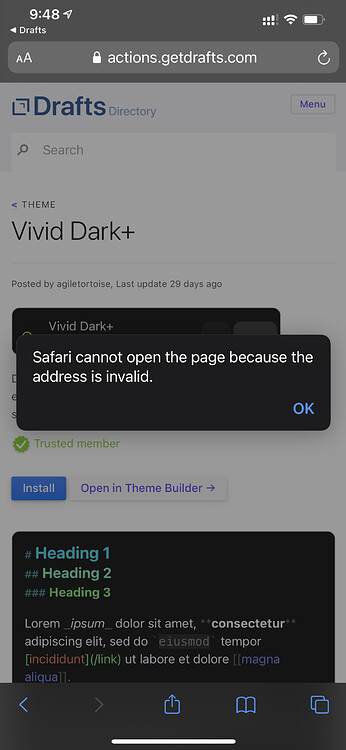 9:48
◀ Drafts
AA
actions.getdrafts.com
Drafts Directory
Menu
Search
< THEME
Vivid Dark+
Posted by agiletortoise, Last update 29 days ago
Vivid Dark+
Safari cannot open the page because the
address is invalid.
OK
Trusted member
Install
Open in Theme Builder →
# Heading 1
## Heading 2
### Heading 3
Lorem _ipsum_ dolor sit amet, **consectetur**
adipiscing elit, sed do `eiusmod` tempor
[incididunt](/link) ut labore et dolore [[magna
aliqua]].